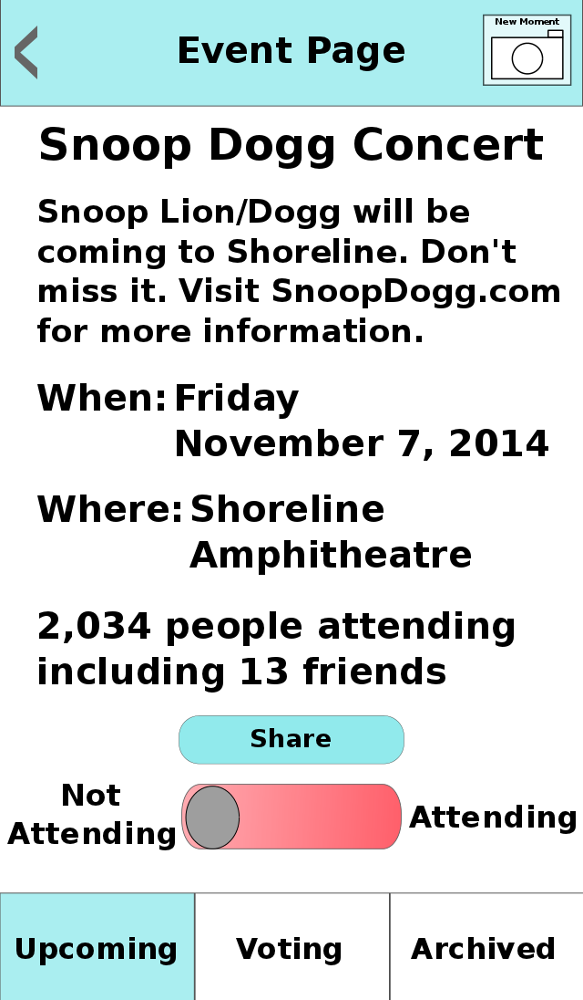 New Moment
Event Page
Snoop Dogg Concert
Snoop Lion/Dogg will be
coming to Shoreline. Don't
miss it. Visit SnoopDogg.com
for more information.
When: Friday
November 7, 2014
Where: Shoreline
Amphitheatre
2,034 people attending
including 13 friends
Share
Not
Attending
Attending
Upcoming
Voting
Archived